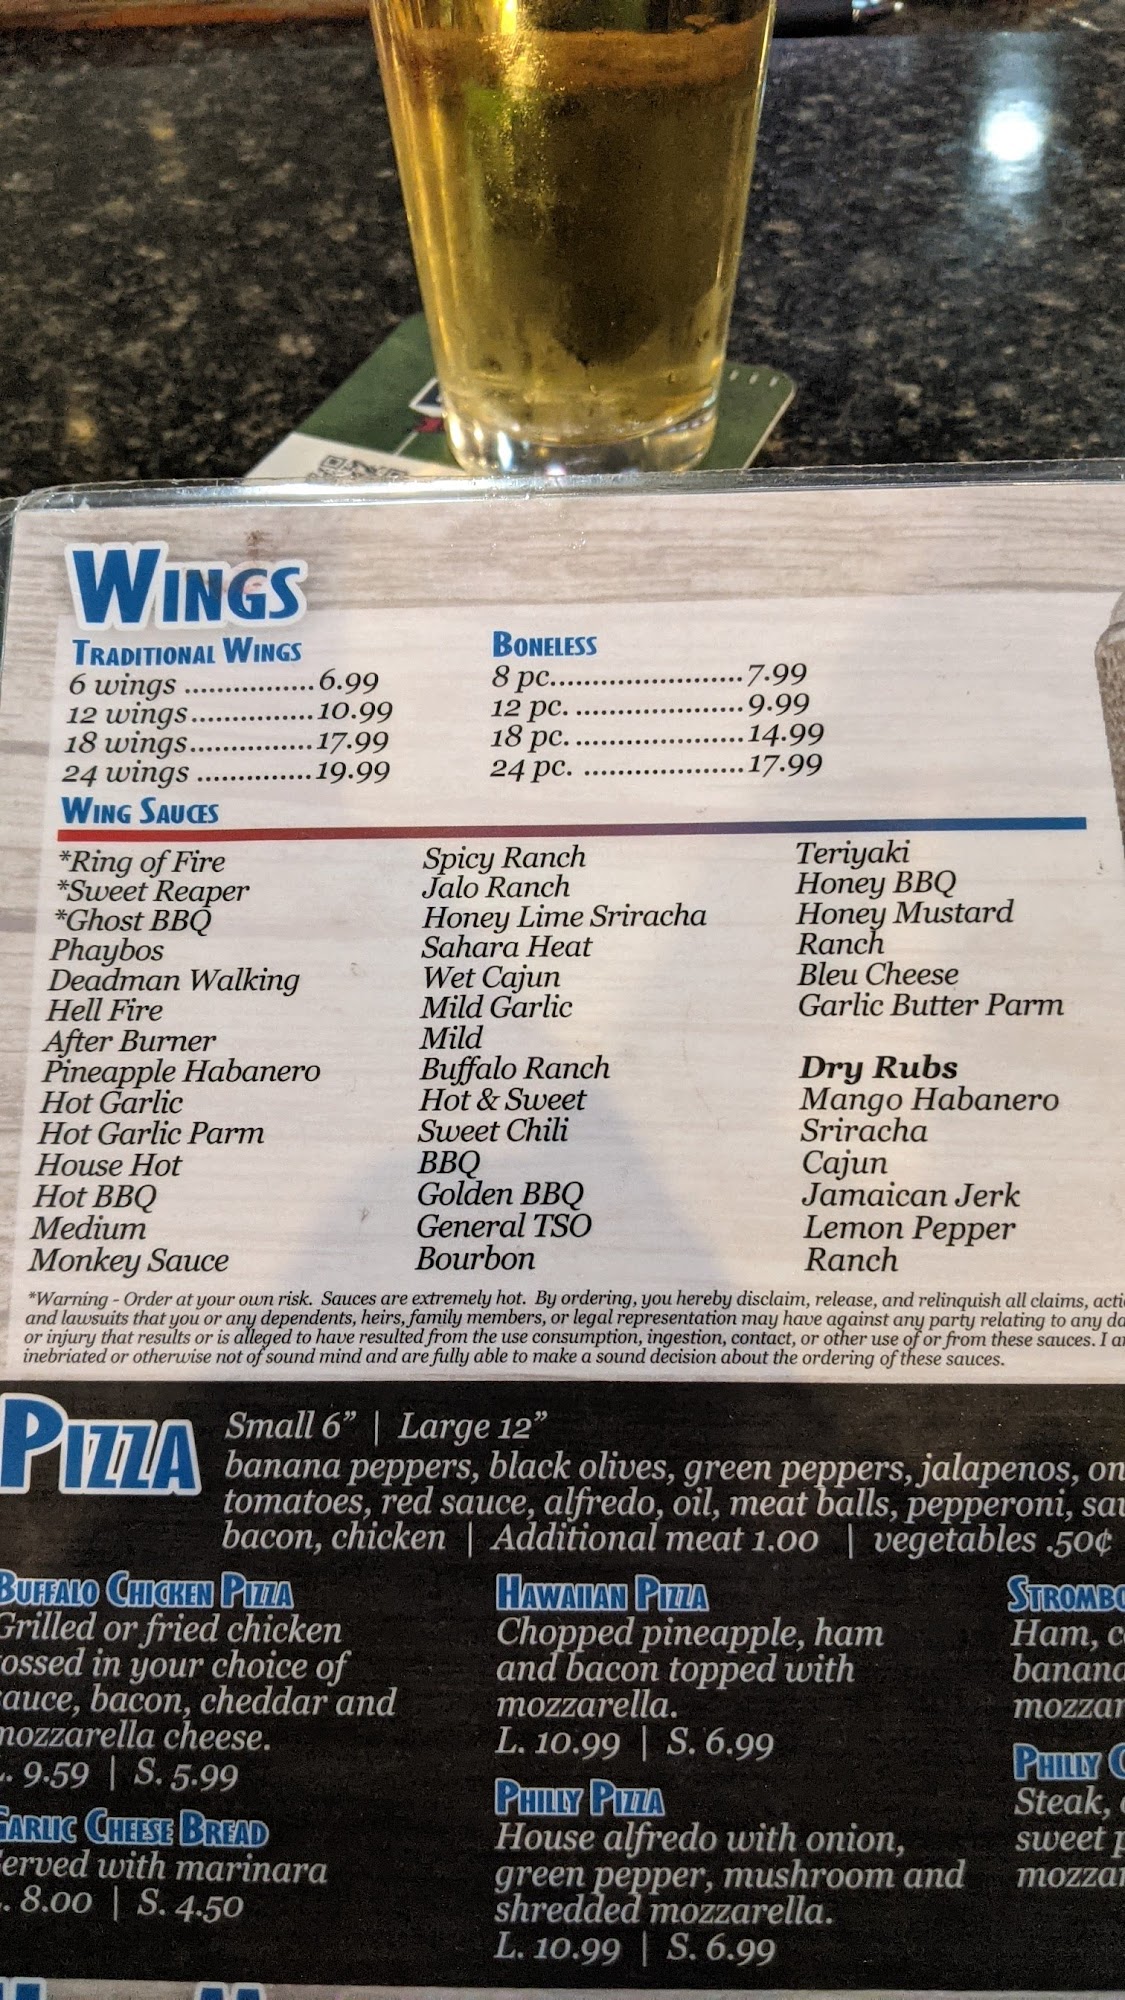 WINGS
TRADITIONAL WINGS
6 wings ................6.99
12 wings...............10.99
18 wings...............17.99
24 wings ..............19.99
BONELESS
8 pc........................7.99
12 pc. .....................9.99
18 pc. .....................14.99
24 pc. ....................17.99
WING SAUCES
*Ring of Fire
*Sweet Reaper
*Ghost BBQ
Phaybos
Deadman Walking
Hell Fire
After Burner
Pineapple Habanero
Hot Garlic
Hot Garlic Parm
House Hot
Hot BBQ
Medium
Monkey Sauce
Spicy Ranch
Jalo Ranch
Honey Lime Sriracha
Sahara Heat
Wet Cajun
Mild Garlic
Mild
Buffalo Ranch
Hot & Sweet
Sweet Chili
BBQ
Golden BBQ
General TSO
Bourbon
Teriyaki
Honey BBQ
Honey Mustard
Ranch
Bleu Cheese
Garlic Butter Parm
Dry Rubs
Mango Habanero
Sriracha
Cajun
Jamaican Jerk
Lemon Pepper
Ranch
*Warning - Order at your own risk. Sauces are extremely hot. By ordering, you hereby disclaim, release, and relinquish all claims,
and lawsuits that you or any dependents, heirs, family members, or legal representation may have against any party relating to any
or injury that results or is alleged to have resulted from the use consumption, ingestion, contact, or other use of or from these sauces. I
inebriated or otherwise not of sound mind and are fully able to make a sound decision about the ordering of these sauces.
PIZZA
Small 6” | Large 12”
banana peppers, black olives, green peppers, jalapenos,
tomatoes, red sauce, alfredo, oil, meat balls, pepperoni,
bacon, chicken | Additional meat 1.00 | vegetables .50¢
BUFFALO CHICKEN PIZZA
Grilled or fried chicken
tossed in your choice of
sauce, bacon, cheddar and
mozzarella cheese.
L. 9.59 | S. 5.99
GARLIC CHEESE BREAD
Served with marinara
L. 8.00 | S. 4.50
HAWAIIAN PIZZA
Chopped pineapple, ham
and bacon topped with
mozzarella.
L. 10.99 | S. 6.99
PHILLY PIZZA
House alfredo with onion,
green pepper, mushroom and
shredded mozzarella.
L. 10.99 | S. 6.99
Ham,
PHILLY
Steak,
sweet